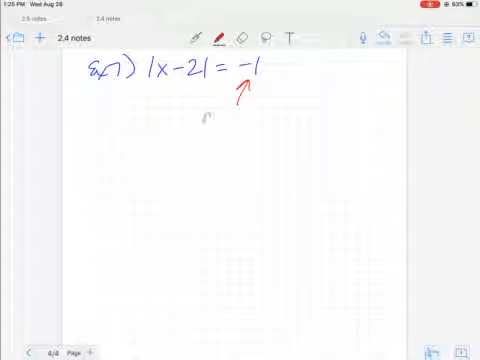 1:25 PM Wed Aug 28
63%
2.5 notes
2.4 notes
2.4 notes
T
Ex7) |x-2| = -1
4/4 Page